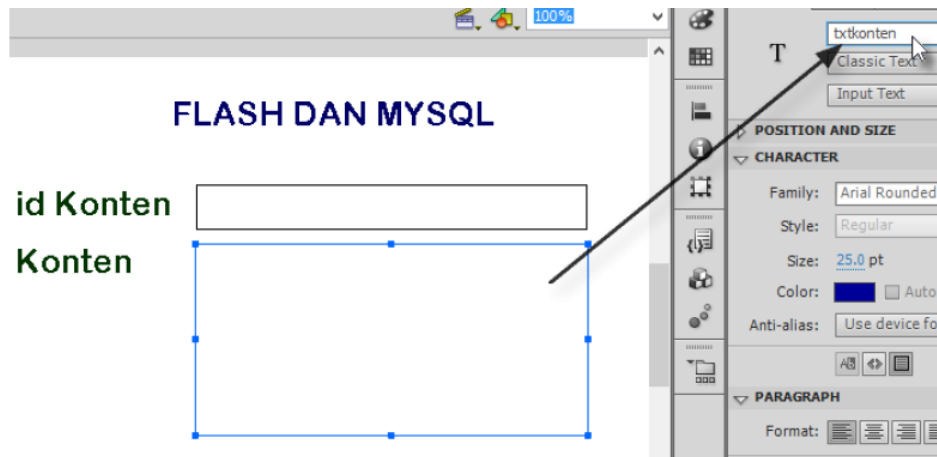 100%
FLASH DAN MYSQL
id Konten
Konten
txtkonten
T
Classic Text
Input Text
POSITION AND SIZE
CHARACTER
Family: Arial Rounded
Style: Regular
Size: 25.0 pt
Color: Auto
Anti-alias: Use device fo
PARAGRAPH
Format: